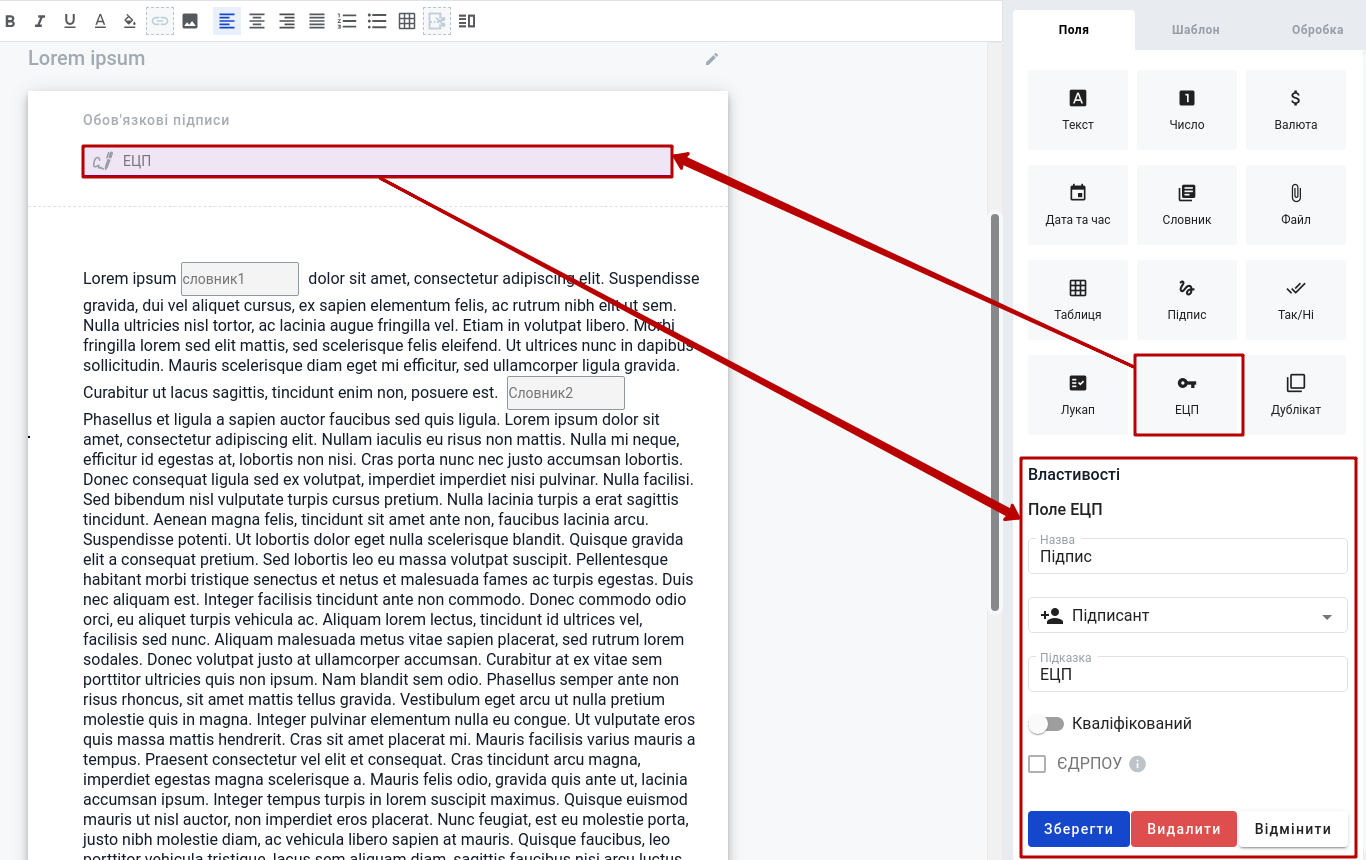 B I U A
Lorem ipsum
Обов'язкові підписи
ЕЦП
Lorem ipsum словник1 dolor sit amet, consectetur adipiscing elit. Suspendisse
gravida, dui vel aliquet cursus, ex sapien elementum felis, ac rutrum nibh elit ut sem.
Nulla ultricies nisl tortor, ac lacinia augue fringilla vel. Etiam in volutpat libero. Morbi
fringilla lorem sed elit mattis, sed scelerisque felis eleifend. Ut ultrices nunc in dapibus
sollicitudin. Mauris scelerisque diam eget mi efficitur, sed ullamcorper ligula gravida.
Curabitur ut lacus sagittis, tincidunt enim non, posuere est. Словник2
Phasellus et ligula a sapien auctor faucibus sed quis ligula. Lorem ipsum dolor sit
amet, consectetur adipiscing elit. Nullam iaculis eu risus non mattis. Nulla mi neque,
efficitur id egestas at, lobortis non nisi. Cras porta nunc nec justo accumsan lobortis.
Donec consequat ligula sed ex volutpat, imperdiet imperdiet nisi pulvinar. Nulla facilisi.
Sed bibendum nisl vulputate turpis cursus pretium. Nulla lacinia turpis a erat sagittis
tincidunt. Aenean magna felis, tincidunt sit amet ante non, faucibus lacinia arcu.
Suspendisse potenti. Ut lobortis dolor eget nulla scelerisque blandit. Quisque gravida
elit a consequat pretium. Sed lobortis leo eu massa volutpat suscipit. Pellentesque
habitant morbi tristique senectus et netus et malesuada fames ac turpis egestas. Duis
nec aliquam est. Integer facilisis tincidunt ante non commodo. Donec commodo odio
orci, eu aliquet turpis vehicula ac. Aliquam lorem lectus, tincidunt id ultrices vel,
facilisis sed nunc. Aliquam malesuada metus vitae sapien placerat, sed rutrum lorem
sodales. Donec volutpat justo at ullamcorper accumsan. Curabitur at ex vitae sem
porttitor ultricies quis non ipsum. Nam blandit sem odio. Phasellus semper ante non
risus rhoncus, sit amet mattis tellus gravida. Vestibulum eget arcu ut nulla pretium
molestie quis in magna. Integer pulvinar elementum nulla eu congue. Ut vulputate eros
quis massa mattis hendrerit. Cras sit amet placerat mi. Mauris facilisis varius mauris a
tempus. Praesent consectetur vel elit et consequat. Cras tincidunt arcu magna,
imperdiet egestas magna scelerisque a. Mauris felis odio, gravida quis ante ut, lacinia
accumsan ipsum. Integer tempus turpis in lorem suscipit maximus. Quisque euismod
mauris ut nisl auctor, non imperdiet eros placerat. Nunc feugiat, est eu molestie porta,
justo nibh molestie diam, ac vehicula libero sapien at mauris. Quisque faucibus, leo
porttitor vehicula tristique, lacus sem aliquam diam, sagittis faucibus nisi arcu luctus
Поля Шаблон Обробка
Текст Число Валюта
Дата та час Словник Файл
Таблиця Підпис Так/Ні
Лукап ЕЦП Дублікат
Властивості
Поле ЕЦП
Назва
Підпис
Підписант
Підказка
ЕЦП
Кваліфікований
ЄДРПОУ
Зберегти Видалити Відмінити